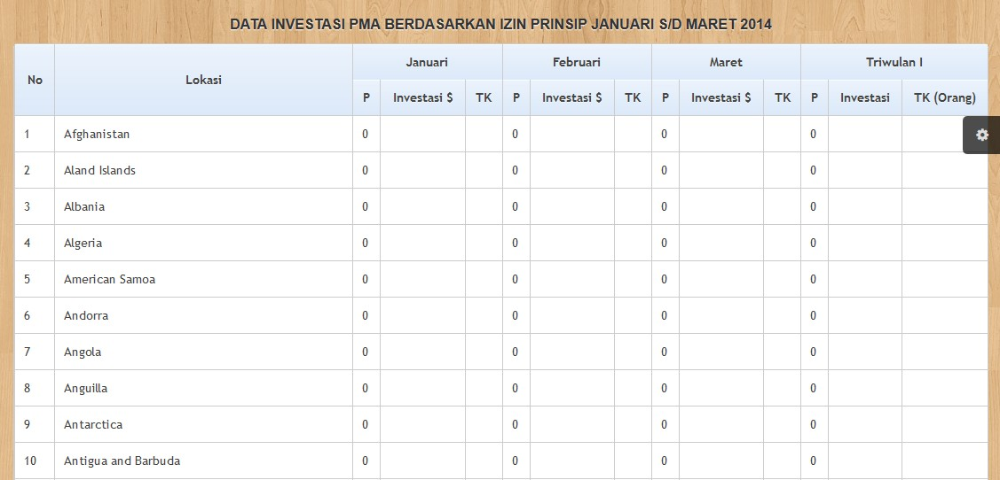 DATA INVESTASI PMA BERDASARKAN IZIN PRINSIP JANUARI S/D MARET 2014
No Lokasi Januari Februari Maret Triwulan I
P Investasi $ TK P Investasi $ TK P Investasi $ TK P Investasi TK (Orang)
1 Afghanistan 0 0 0 0
2 Aland Islands 0 0 0 0
3 Albania 0 0 0 0
4 Algeria 0 0 0 0
5 American Samoa 0 0 0 0
6 Andorra 0 0 0 0
7 Angola 0 0 0 0
8 Anguilla 0 0 0 0
9 Antarctica 0 0 0 0
10 Antigua and Barbuda 0 0 0 0